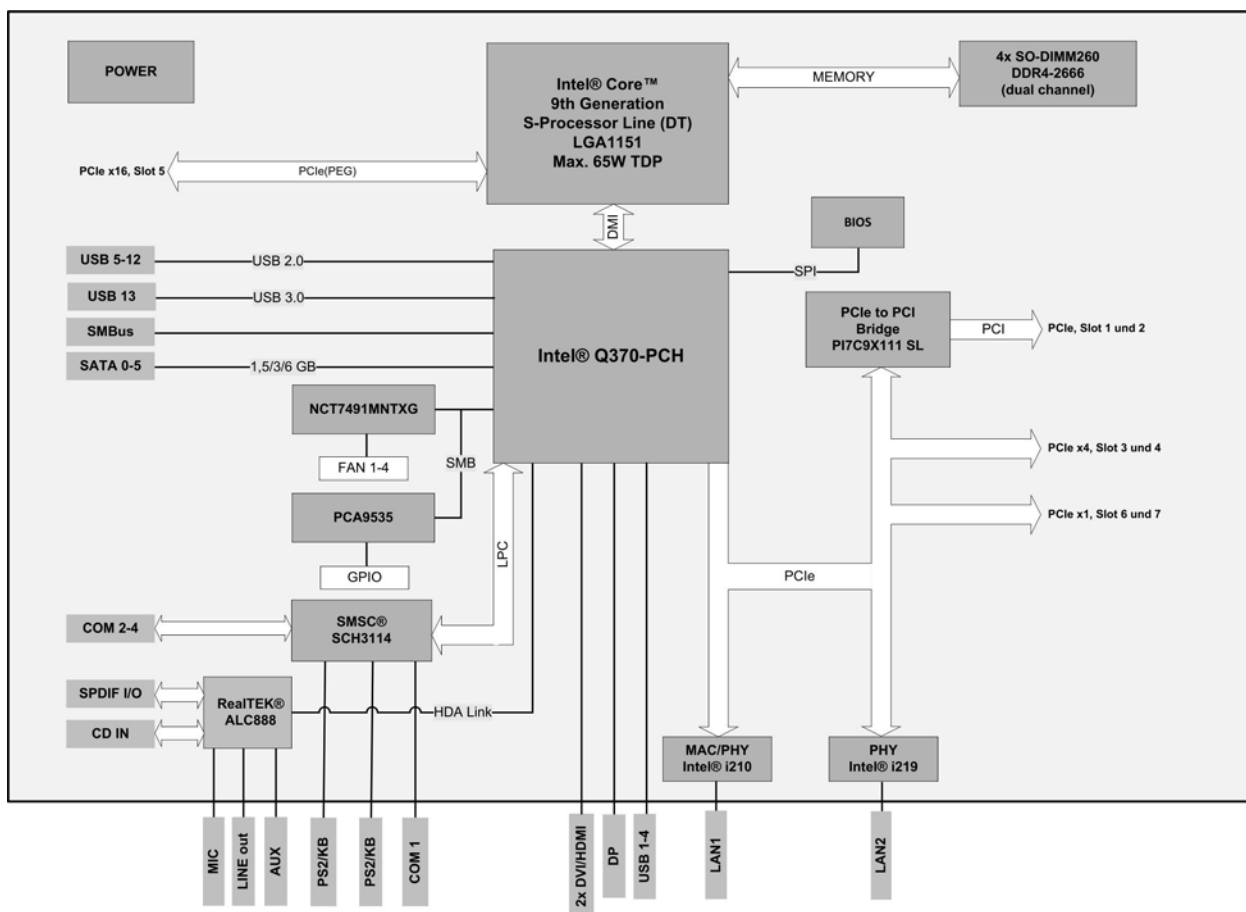 POWER
Intel® Core™
9th Generation
S-Processor Line (DT)
LGA1151
Max. 65W TDP
MEMORY
4x SO-DIMM260
DDR4-2666
(dual channel)
PCIe x16, Slot 5
PCIe(PEG)
DMI
BIOS
SPI
USB 5-12
USB 2.0
USB 13
USB 3.0
SMBus
SATA 0-5
1,5/3/6 GB
Intel® Q370-PCH
PCIe to PCI
Bridge
PI7C9X111 SL
PCI
PCIe, Slot 1 und 2
NCT7491MNTXG
FAN 1-4
SMB
PCA9535
GPIO
LPC
PCIe x4, Slot 3 und 4
PCIe x1, Slot 6 und 7
PCIe
COM 2-4
SMSC®
SCH3114
SPDIF I/O
CD IN
RealTEK®
ALC888
HDA Link
MAC/PHY
Intel® i210
PHY
Intel® i219
MIC
LINE out
AUX
PS2/KB
PS2/KB
COM 1
2x DVI/HDMI
DP
USB 1-4
LAN1
LAN2